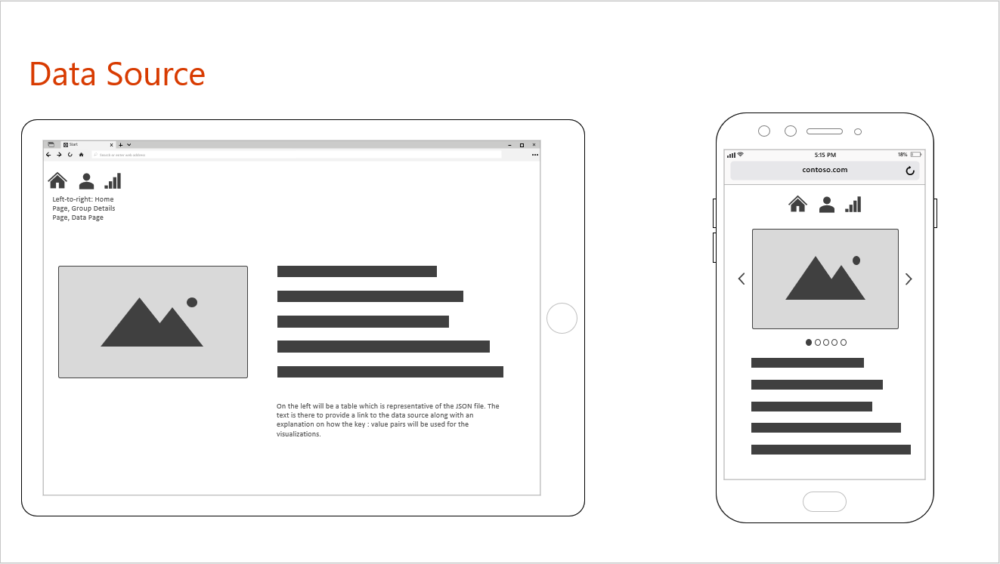 Data Source
Start
Search or enter web address
Left-to-right: Home
Page, Group Details
Page, Data Page
On the left will be a table which is representative of the JSON file. The
text is there to provide a link to the data source along with an
explanation on how the key : value pairs will be used for the
visualizations.
5:15 PM
18%
contoso.com